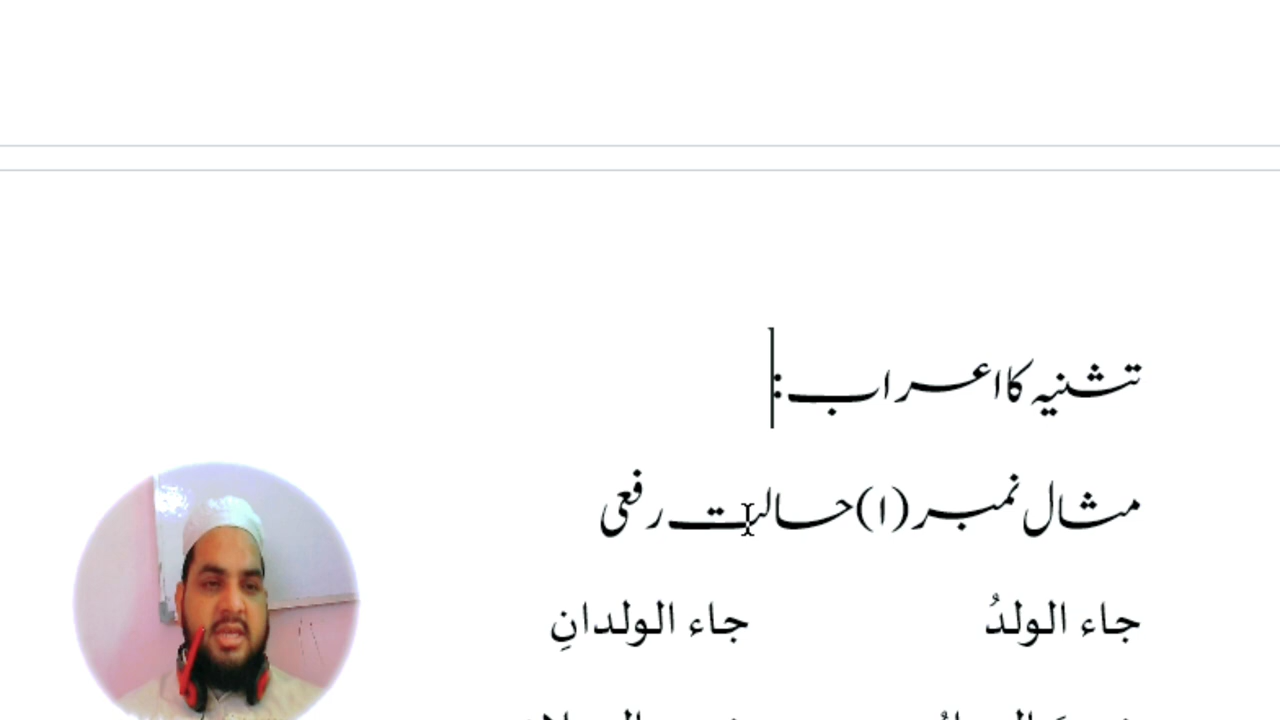 تثنیہ کا اعراب:
مثال نمبر (۱) حالت رفعی
جاء الولدُ جاء الولدانِ